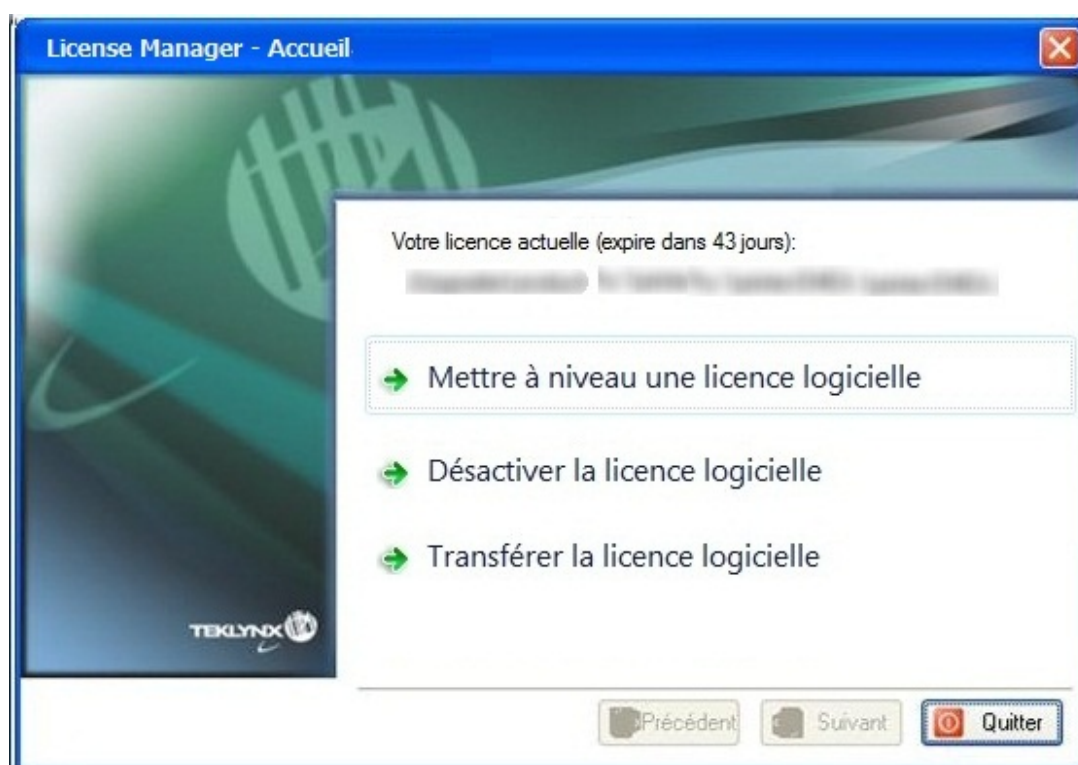 License Manager - Accueil
Votre licence actuelle (expire dans 43 jours):
Mettre à niveau une licence logicielle
Désactiver la licence logicielle
Transférer la licence logicielle
TEKLYNX
Précédent
Suivant
Quitter